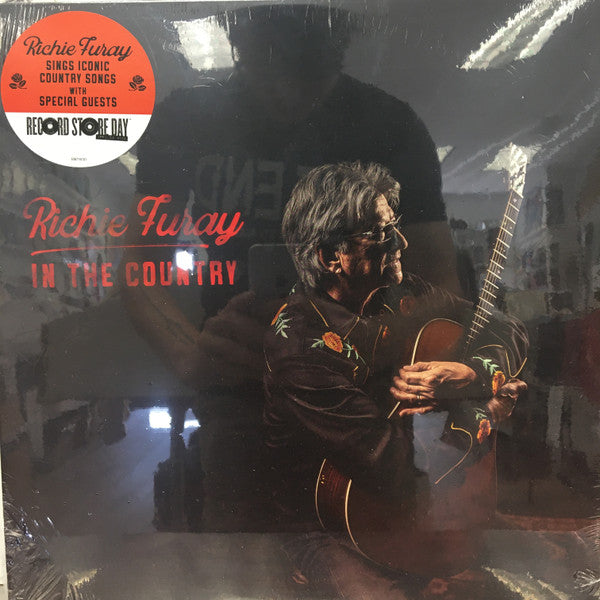 Richie Furay
SINGS ICONIC
COUNTRY SONGS
WITH
SPECIAL GUESTS
RECORD STORE DAY
Richie Furay
IN THE COUNTRY